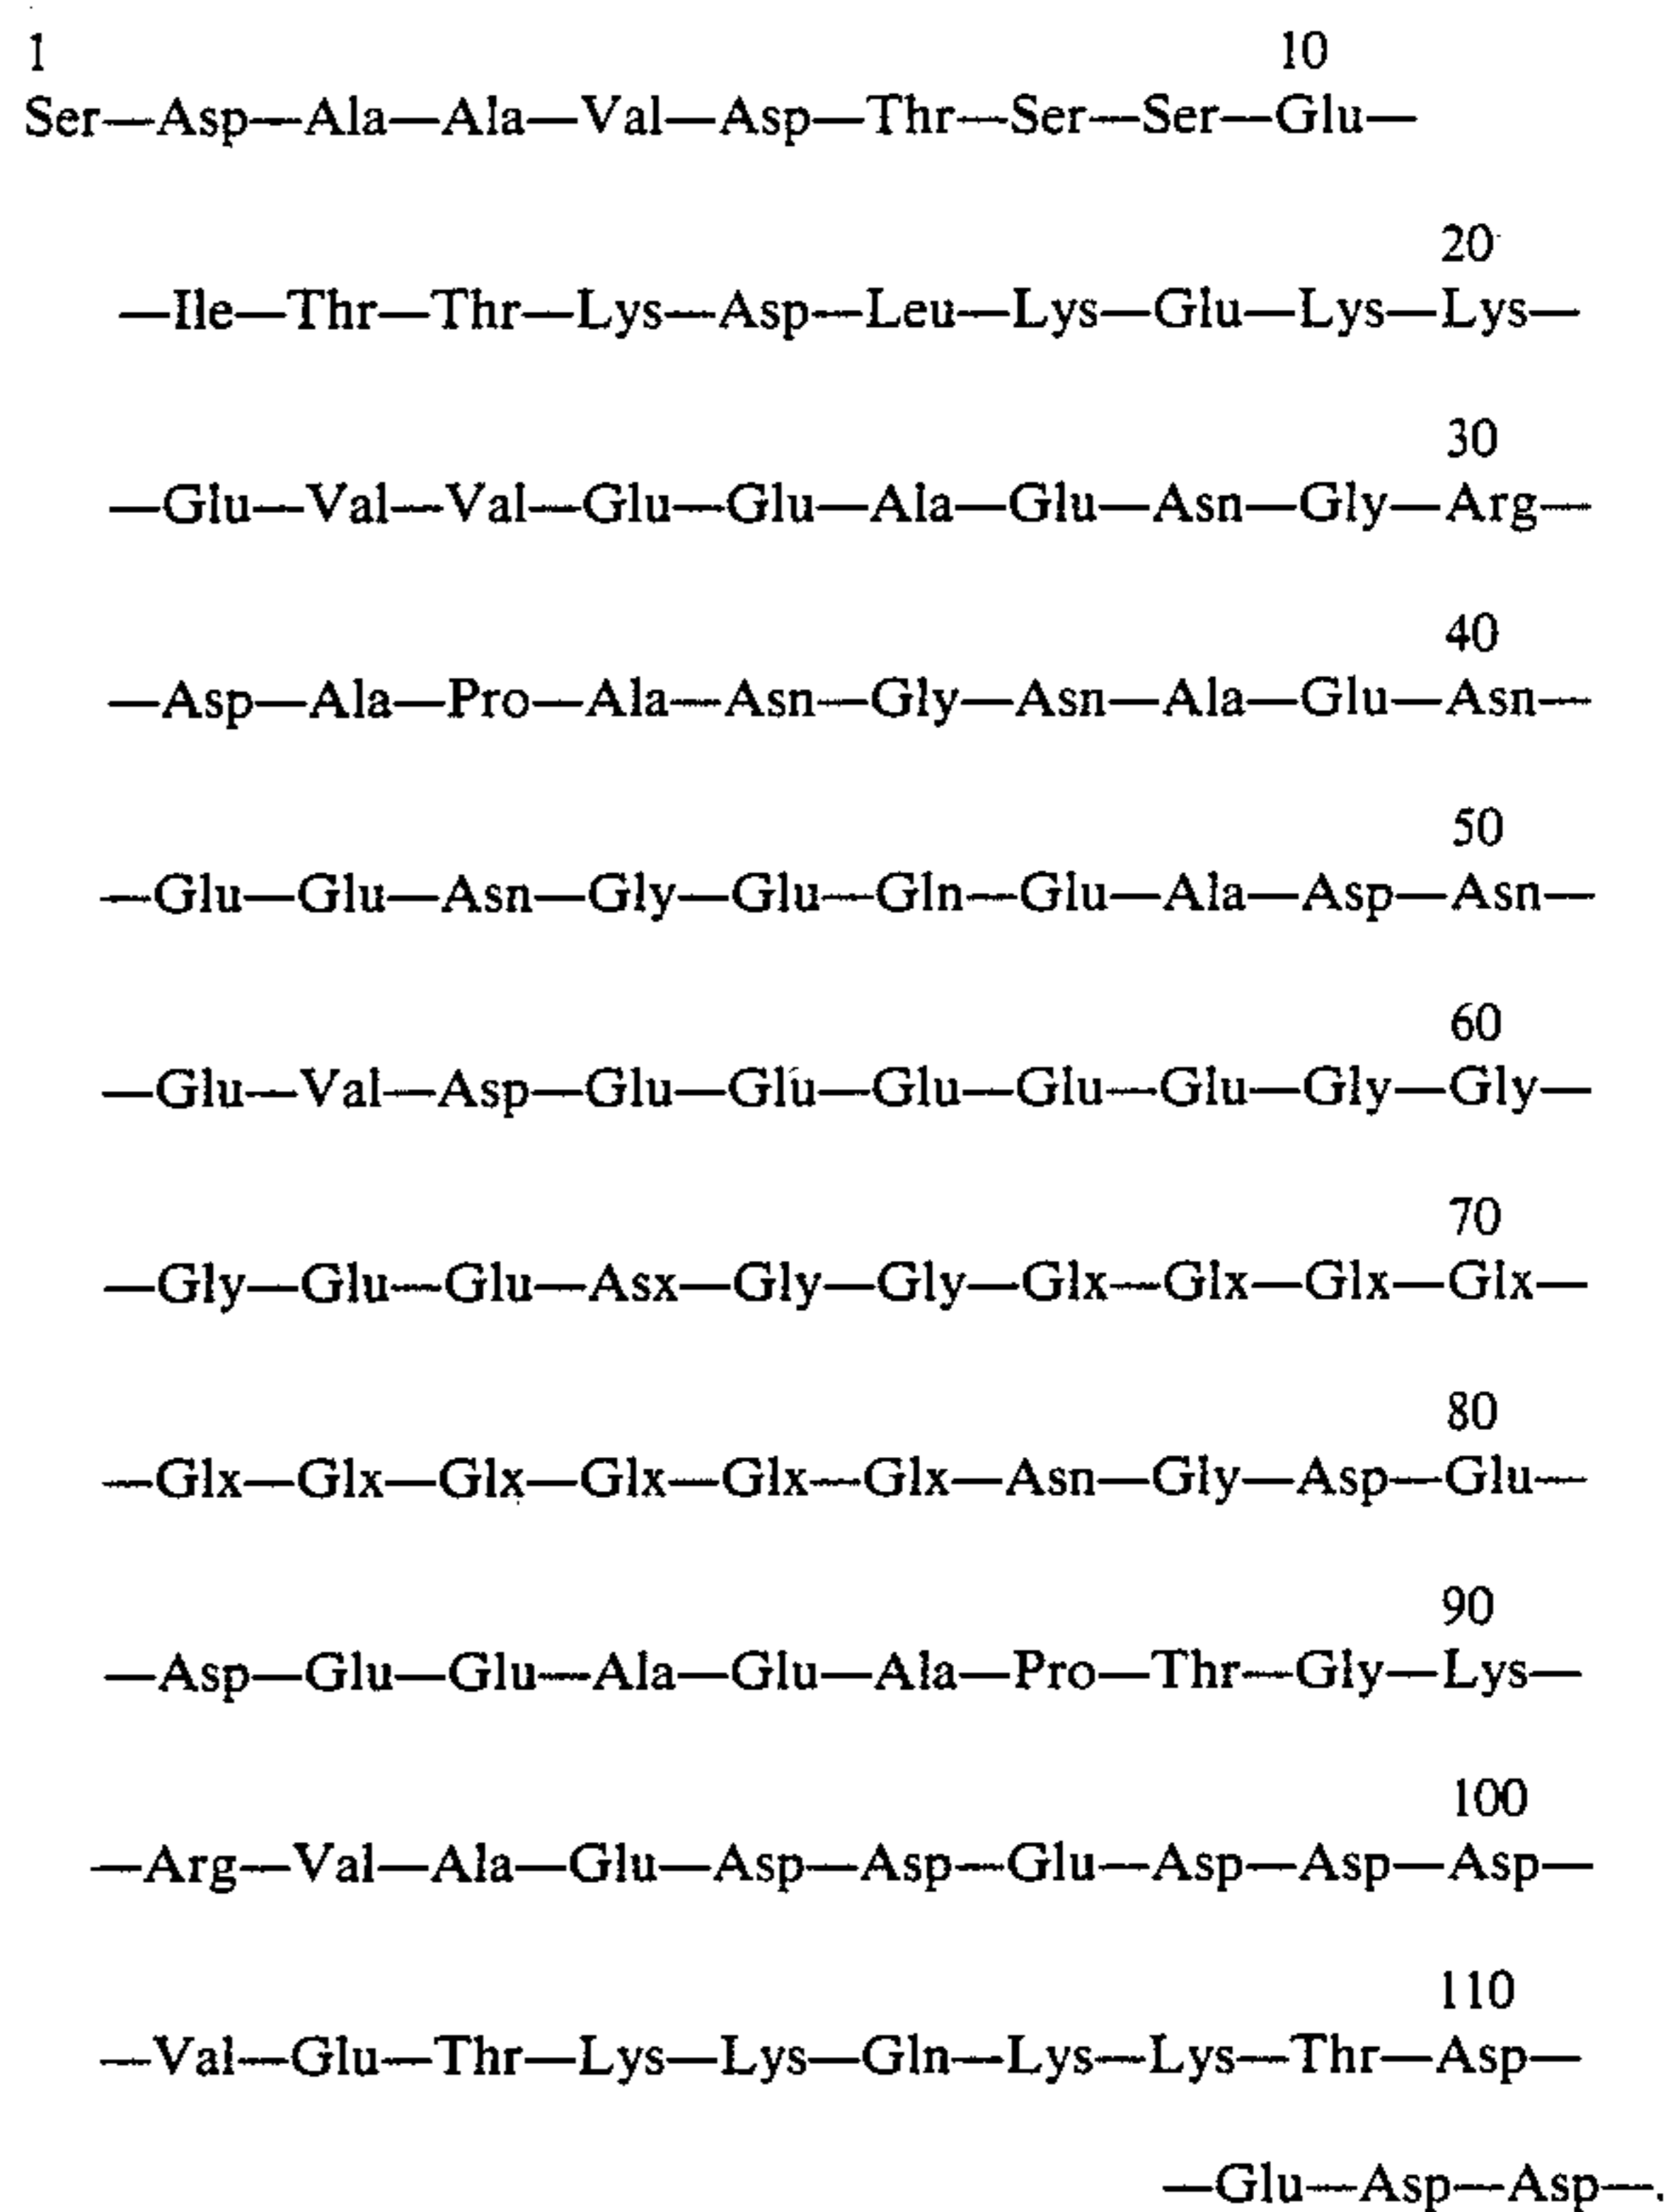 1 10
Ser—Asp—Ala—Ala—Val—Asp—Thr—Ser—Ser—Glu—
20
—Ile—Thr—Thr—Lys—Asp—Leu—Lys—Glu—Lys—Lys—
30
—Glu—Val—Val—Glu—Glu—Ala—Glu—Asn—Gly—Arg—
40
—Asp—Ala—Pro—Ala—Asn—Gly—Asn—Ala—Glu—Asn—
50
—Glu—Glu—Asn—Gly—Glu—Gln—Glu—Ala—Asp—Asn—
60
—Glu—Val—Asp—Glu—Glu—Glu—Glu—Glu—Gly—Gly—
70
—Gly—Glu—Glu—Asx—Gly—Gly—Glx—Glx—Glx—Glx—
80
—Glx—Glx—Glx—Glx—Glx—Glx—Asn—Gly—Asp—Glu—
90
—Asp—Glu—Glu—Ala—Glu—Ala—Pro—Thr—Gly—Lys—
100
—Arg—Val—Ala—Glu—Asp—Asp—Glu—Asp—Asp—Asp—
110
—Val—Glu—Thr—Lys—Lys—Gln—Lys—Lys—Thr—Asp—
—Glu—Asp—Asp—.